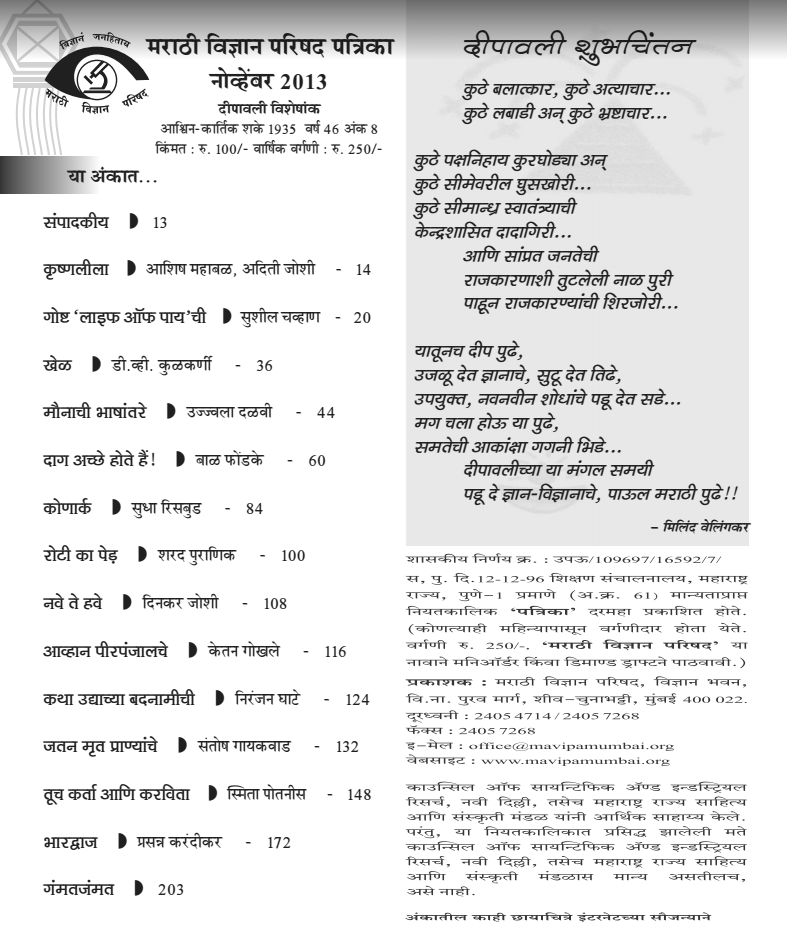 विज्ञानं जनहिताय
मराठी विज्ञान परिषद
मराठी विज्ञान परिषद पत्रिका
नोव्हेंबर 2013
दीपावली विशेषांक
आश्विन-कार्तिक शके 1935 वर्ष 46 अंक 8
किंमत : रु. 100/- वार्षिक वर्गणी : रु. 250/-
या अंकात...
संपादकीय ◗ 13
कृष्णलीला ◗ आशिष महाबळ, अदिती जोशी - 14
गोष्ट ‘लाइफ ऑफ पाय’ची ◗ सुशील चव्हाण - 20
खेळ ◗ डी.व्ही. कुळकर्णी - 36
मौनाची भाषांतरे ◗ उज्ज्वला दळवी - 44
दाग अच्छे होते हैं! ◗ बाळ फोंडके - 60
कोणार्क ◗ सुधा रिसबुड - 84
रोटी का पेड़ ◗ शरद पुराणिक - 100
नवे ते हवे ◗ दिनकर जोशी - 108
आव्हान पीरपंजालचे ◗ केतन गोखले - 116
कथा उद्याच्या बदनामीची ◗ निरंजन घाटे - 124
जतन मृत प्राण्यांचे ◗ संतोष गायकवाड - 132
तूच कर्ता आणि करविता ◗ स्मिता पोतनीस - 148
भारद्वाज ◗ प्रसन्न करंदीकर - 172
गंमतजंमत ◗ 203
दीपावली शुभचिंतन
कुठे बलात्कार, कुठे अत्याचार...
कुठे लबाडी अन् कुठे भ्रष्टाचार...
कुठे पक्षनिहाय कुरघोड्या अन्
कुठे सीमेवरील घुसखोरी...
कुठे सीमान्ध्र स्वातंत्र्याची
केन्द्रशासित दादागिरी...
आणि सांप्रत जनतेची
राजकारणाशी तुटलेली नाळ पुरी
पाहून राजकारण्यांची शिरजोरी...
यातूनच दीप पुढे,
उजळू देत ज्ञानाचे, सुटू देत तिढे,
उपयुक्त, नवनवीन शोधांचे पडू देत सडे...
मग चला होऊ या पुढे,
समतेची आकांक्षा गगनी भिडे...
दीपावलीच्या या मंगल समयी
पडू दे ज्ञान-विज्ञानाचे, पाऊल मराठी पुढे!!
– मिलिंद वेलिंगकर
शासकीय निर्णय क्र. : उपऊ/109697/16592/7/
स, पु. दि.12-12-96 शिक्षण संचालनालय, महाराष्ट्र
राज्य, पुणे–1 प्रमाणे (अ.क्र. 61) मान्यताप्राप्त
नियतकालिक ‘पत्रिका’ दरमहा प्रकाशित होते.
(कोणत्याही महिन्यापासून वर्गणीदार होता येते.
वर्गणी रु. 250/-. ‘मराठी विज्ञान परिषद’ या
नावाने मनिऑर्डर किंवा डिमाण्ड ड्राफ्टने पाठवावी.)
प्रकाशक : मराठी विज्ञान परिषद, विज्ञान भवन,
वि.ना. पुरव मार्ग, शीव–चुनाभट्टी, मुंबई 400 022.
दूरध्वनी : 2405 4714 / 2405 7268
फॅक्स : 2405 7268
इ–मेल : office@mavipamumbai.org
वेबसाइट : www.mavipamumbai.org
काउन्सिल ऑफ सायन्टिफिक अ‍ॅण्ड इन्डस्ट्रियल
रिसर्च, नवी दिल्ली, तसेच महाराष्ट्र राज्य साहित्य
आणि संस्कृती मंडळ यांनी आर्थिक साहाय्य केले.
परंतु, या नियतकालिकात प्रसिद्ध झालेली मते
काउन्सिल ऑफ सायन्टिफिक अ‍ॅण्ड इन्डस्ट्रियल
रिसर्च, नवी दिल्ली, तसेच महाराष्ट्र राज्य साहित्य
आणि संस्कृती मंडळास मान्य असतीलच,
असे नाही.
अंकातील काही छायाचित्रे इंटरनेटच्या सौजन्याने